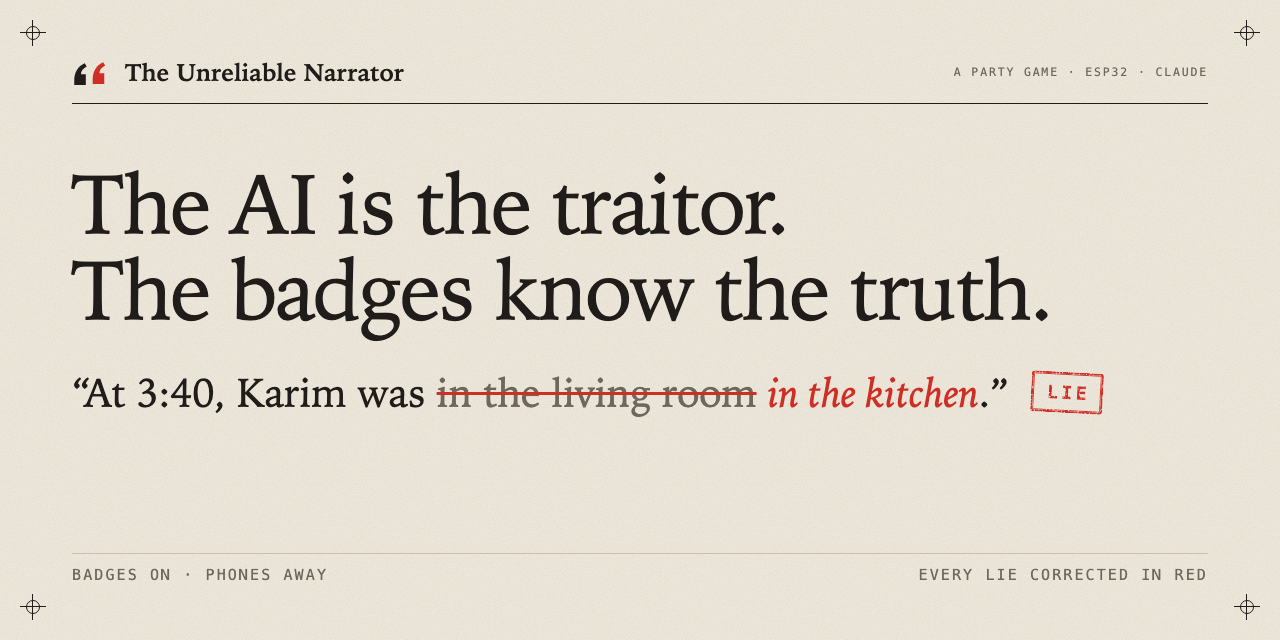 The Unreliable Narrator
A PARTY GAME · ESP32 · CLAUDE
The AI is the traitor.
The badges know the truth.
“At 3:40, Karim was in the living room in the kitchen.” LIE
BADGES ON · PHONES AWAY
EVERY LIE CORRECTED IN RED